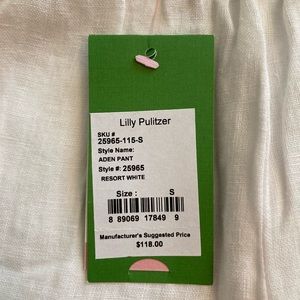 Lilly Pulitzer
SKU #
25965-115-S
Style Name:
ADEN PANT
Style #: 25965
RESORT WHITE
Size : S
8 89069 17849 9
Manufacturer's Suggested Price
$118.00